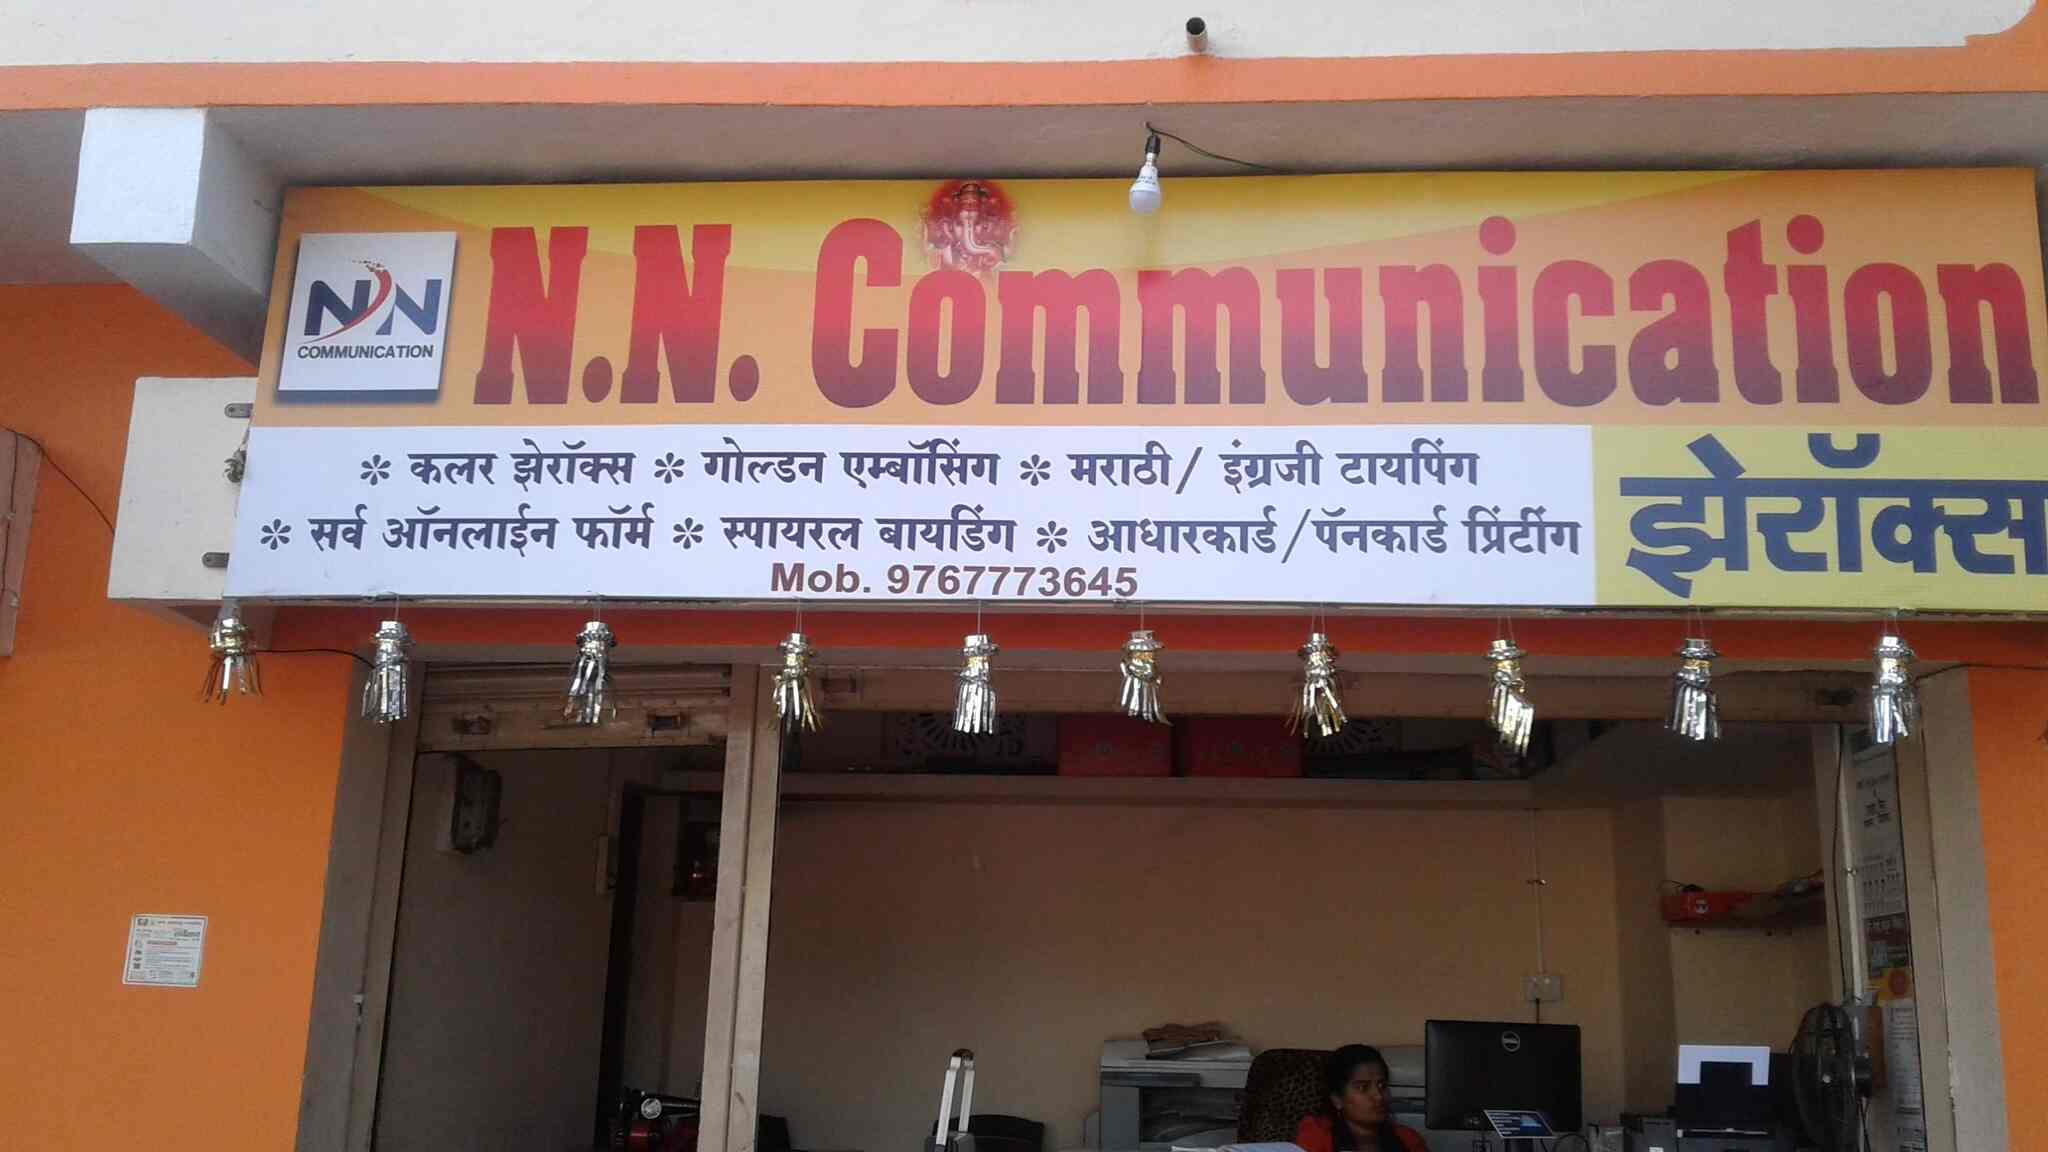 N.N. Communication
NN
COMMUNICATION
* कलर झेरॉक्स * गोल्डन एम्बॉसिंग * मराठी/ इंग्रजी टायपिंग
* सर्व ऑनलाईन फॉर्म * स्पायरल बायडिंग * आधारकार्ड/पॅनकार्ड प्रिंटींग
Mob. 9767773645
झेरॉक्स
DELL